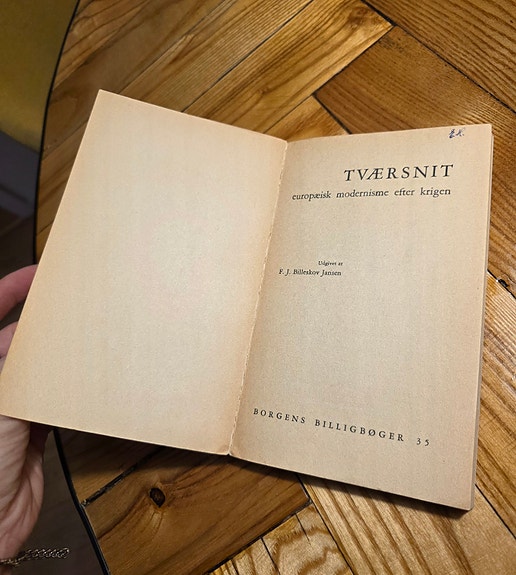 TVÆRSNIT
europæisk modernisme efter krigen
Udgivet af
F. J. Billeskov Jansen
BORGENS BILLIGBØGER 35